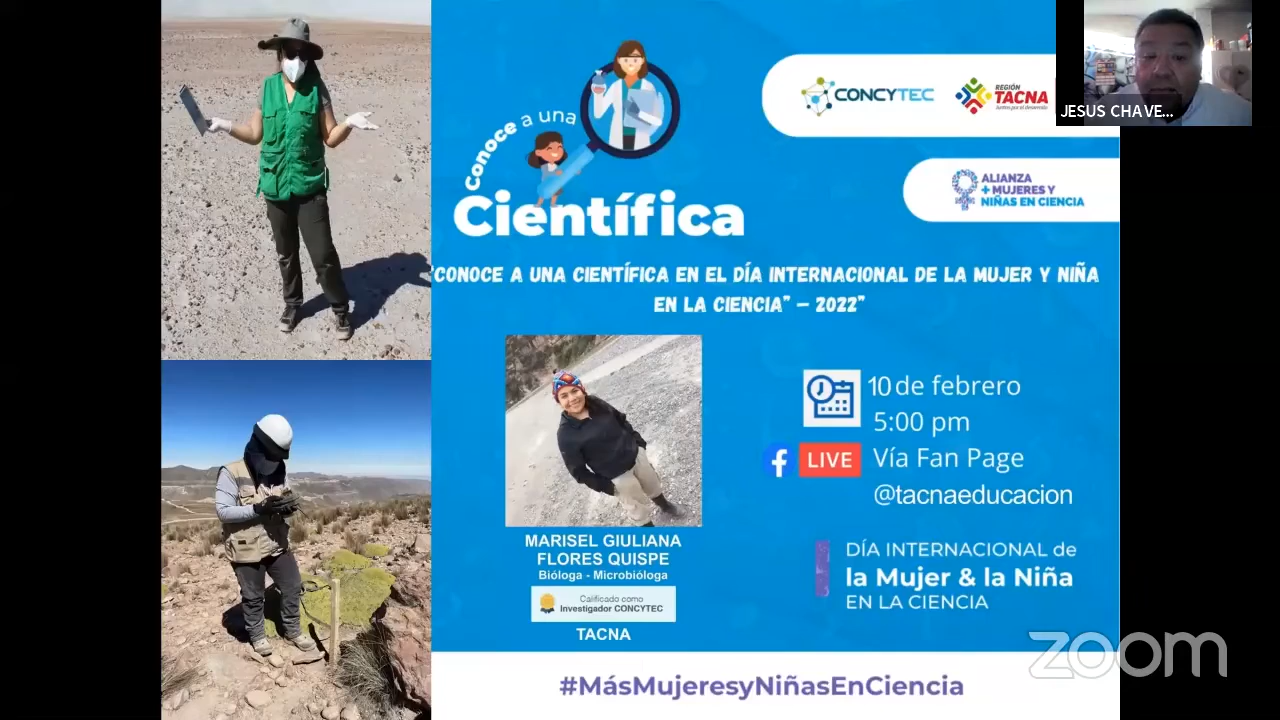 Conoce a una
Científica
CONCYTEC
REGIÓN
TACNA
JESUS CHAVE...
ALIANZA
+ MUJERES Y
NIÑAS EN CIENCIA
"CONOCE A UNA CIENTÍFICA EN EL DÍA INTERNACIONAL DE LA MUJER Y NIÑA
EN LA CIENCIA" – 2022"
10 de febrero
5:00 pm
LIVE
Vía Fan Page
@tacnaeducacion
MARISEL GIULIANA
FLORES QUISPE
Bióloga - Microbióloga
Calificado como
Investigador CONCYTEC
TACNA
DÍA INTERNACIONAL de
la Mujer & la Niña
EN LA CIENCIA
zoom
#MásMujeresyNiñasEnCiencia